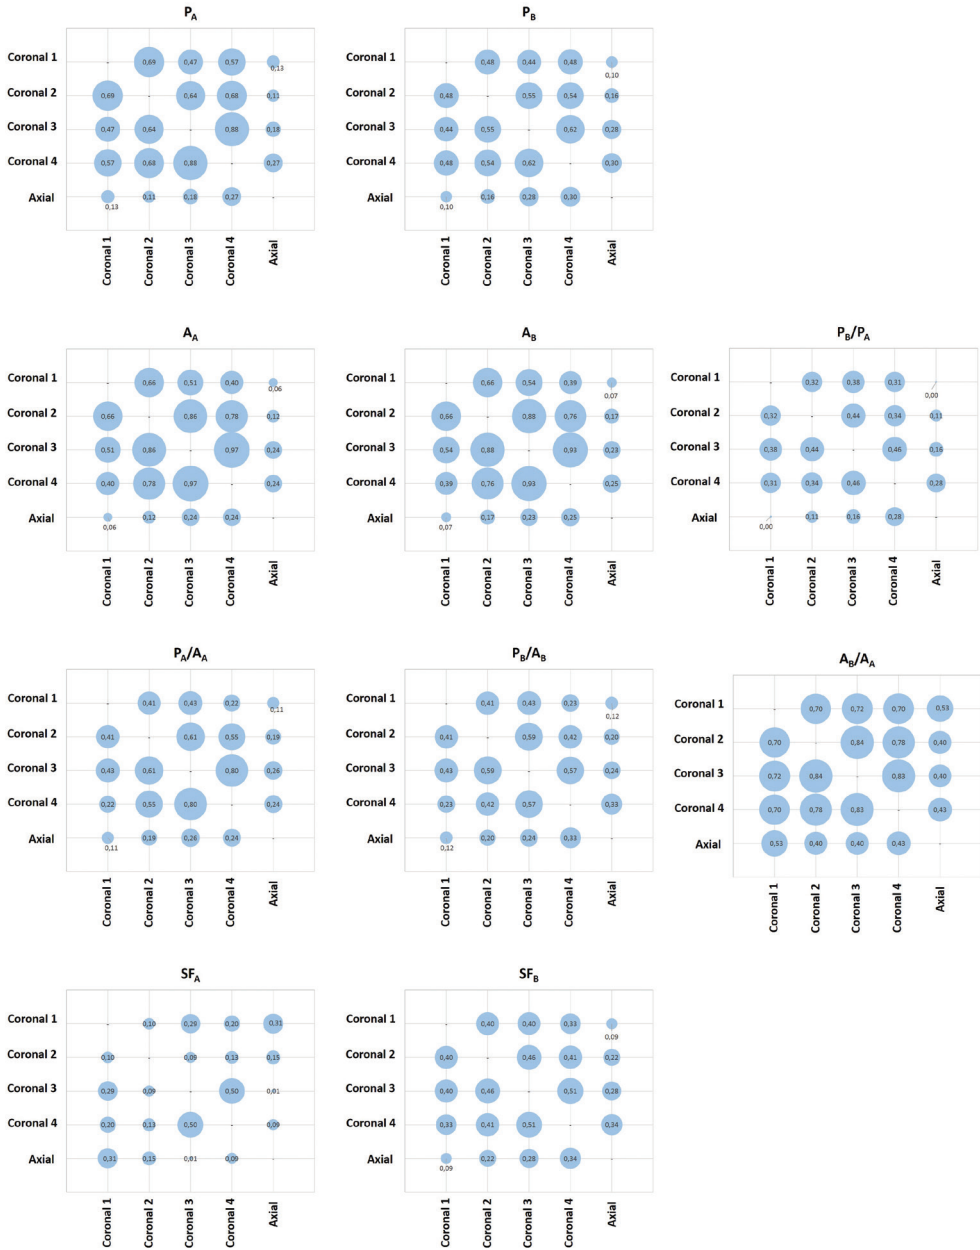 P_A P_B
Coronal 1 - 0,69 0,47 0,57 0,13 - 0,48 0,44 0,48 0,10
Coronal 2 0,69 - 0,64 0,68 0,11 0,48 - 0,55 0,54 0,16
Coronal 3 0,47 0,64 - 0,88 0,18 0,44 0,55 - 0,62 0,28
Coronal 4 0,57 0,68 0,88 - 0,27 0,48 0,54 0,62 - 0,30
Axial 0,13 0,11 0,18 0,27 - 0,10 0,16 0,28 0,30 -
Coronal 1 Coronal 2 Coronal 3 Coronal 4 Axial Coronal 1 Coronal 2 Coronal 3 Coronal 4 Axial
A_A
Coronal 1 - 0,66 0,51 0,40 0,06
Coronal 2 0,66 - 0,86 0,78 0,12
Coronal 3 0,51 0,86 - 0,97 0,24
Coronal 4 0,40 0,78 0,97 - 0,24
Axial 0,06 0,12 0,24 0,24 -
Coronal 1 Coronal 2 Coronal 3 Coronal 4 Axial
A_B
Coronal 1 - 0,66 0,54 0,39 0,07
Coronal 2 0,66 - 0,88 0,76 0,17
Coronal 3 0,54 0,88 - 0,93 0,23
Coronal 4 0,39 0,76 0,93 - 0,25
Axial 0,07 0,17 0,23 0,25 -
Coronal 1 Coronal 2 Coronal 3 Coronal 4 Axial
P_B/P_A
Coronal 1 - 0,32 0,38 0,31 0,00
Coronal 2 0,32 - 0,44 0,34 0,11
Coronal 3 0,38 0,44 - 0,46 0,16
Coronal 4 0,31 0,34 0,46 - 0,28
Axial 0,00 0,11 0,16 0,28 -
Coronal 1 Coronal 2 Coronal 3 Coronal 4 Axial
P_A/A_A
Coronal 1 - 0,41 0,43 0,22 0,11
Coronal 2 0,41 - 0,61 0,55 0,19
Coronal 3 0,43 0,61 - 0,80 0,26
Coronal 4 0,22 0,55 0,80 - 0,24
Axial 0,11 0,19 0,26 0,24 -
Coronal 1 Coronal 2 Coronal 3 Coronal 4 Axial
P_B/A_B
Coronal 1 - 0,41 0,43 0,23 0,12
Coronal 2 0,41 - 0,59 0,42 0,20
Coronal 3 0,43 0,59 - 0,57 0,24
Coronal 4 0,23 0,42 0,57 - 0,33
Axial 0,12 0,20 0,24 0,33 -
Coronal 1 Coronal 2 Coronal 3 Coronal 4 Axial
A_B/A_A
Coronal 1 - 0,70 0,72 0,70 0,53
Coronal 2 0,70 - 0,84 0,78 0,40
Coronal 3 0,72 0,84 - 0,83 0,40
Coronal 4 0,70 0,78 0,83 - 0,43
Axial 0,53 0,40 0,40 0,43 -
Coronal 1 Coronal 2 Coronal 3 Coronal 4 Axial
SF_A
Coronal 1 - 0,10 0,29 0,20 0,31
Coronal 2 0,10 - 0,09 0,13 0,15
Coronal 3 0,29 0,09 - 0,50 0,01
Coronal 4 0,20 0,13 0,50 - 0,09
Axial 0,31 0,15 0,01 0,09 -
Coronal 1 Coronal 2 Coronal 3 Coronal 4 Axial
SF_B
Coronal 1 - 0,40 0,40 0,33 0,09
Coronal 2 0,40 - 0,46 0,41 0,22
Coronal 3 0,40 0,46 - 0,51 0,28
Coronal 4 0,33 0,41 0,51 - 0,34
Axial 0,09 0,22 0,28 0,34 -
Coronal 1 Coronal 2 Coronal 3 Coronal 4 Axial